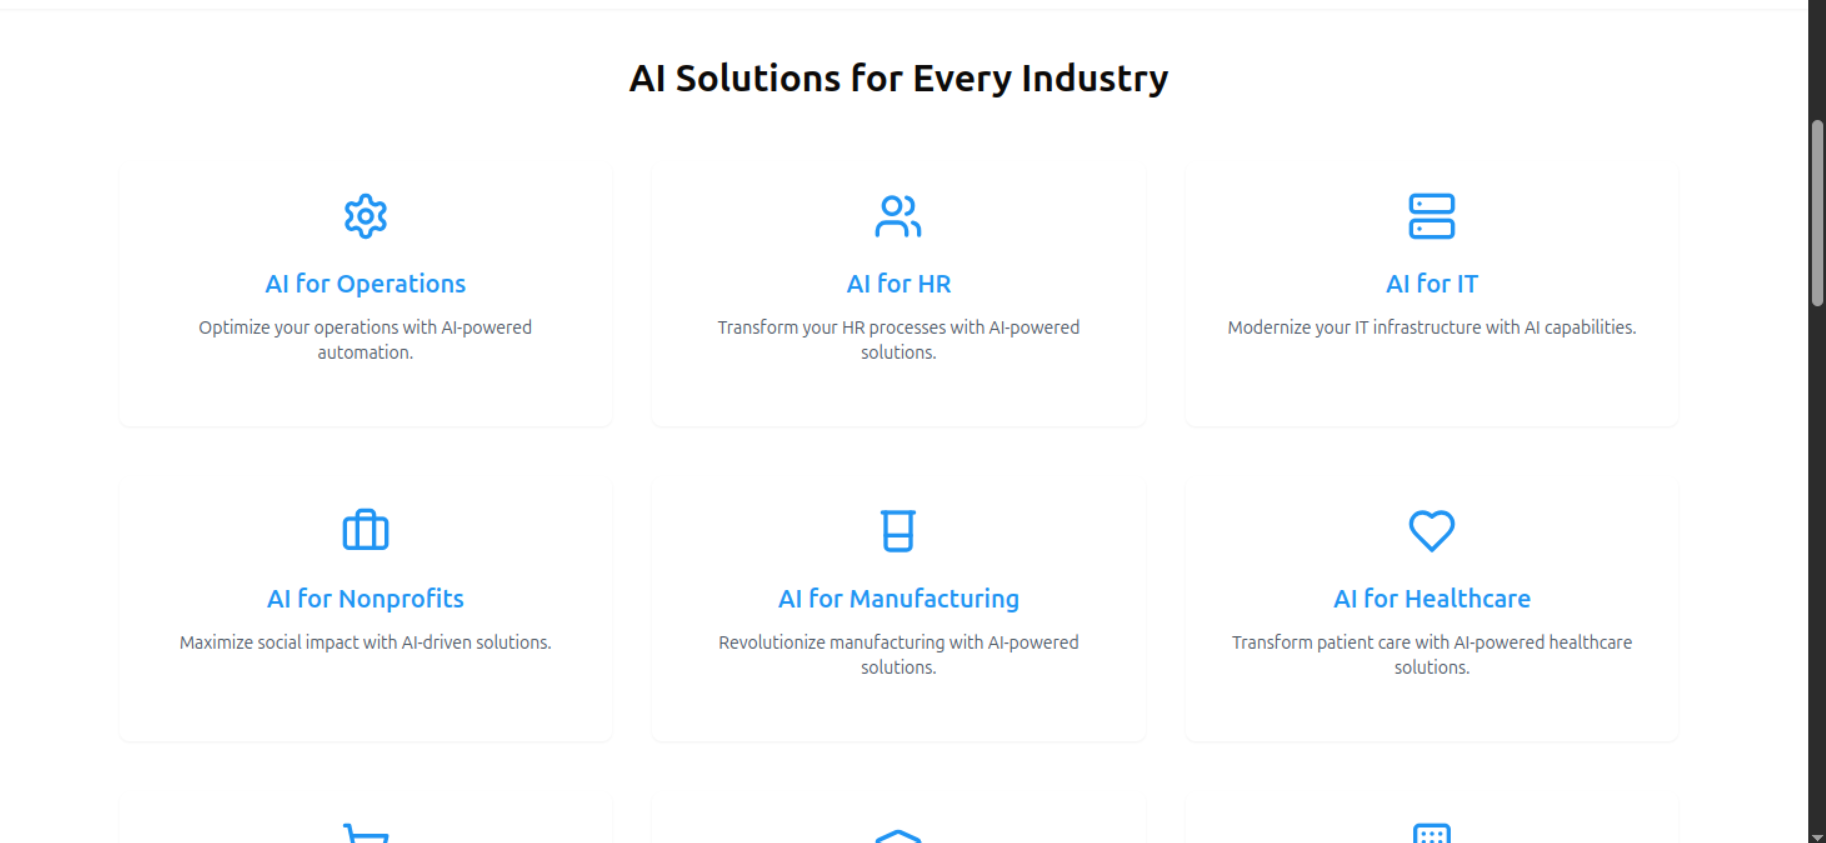 AI Solutions for Every Industry
AI for Operations
Optimize your operations with AI-powered
automation.
AI for HR
Transform your HR processes with AI-powered
solutions.
AI for IT
Modernize your IT infrastructure with AI capabilities.
AI for Nonprofits
Maximize social impact with AI-driven solutions.
AI for Manufacturing
Revolutionize manufacturing with AI-powered
solutions.
AI for Healthcare
Transform patient care with AI-powered healthcare
solutions.